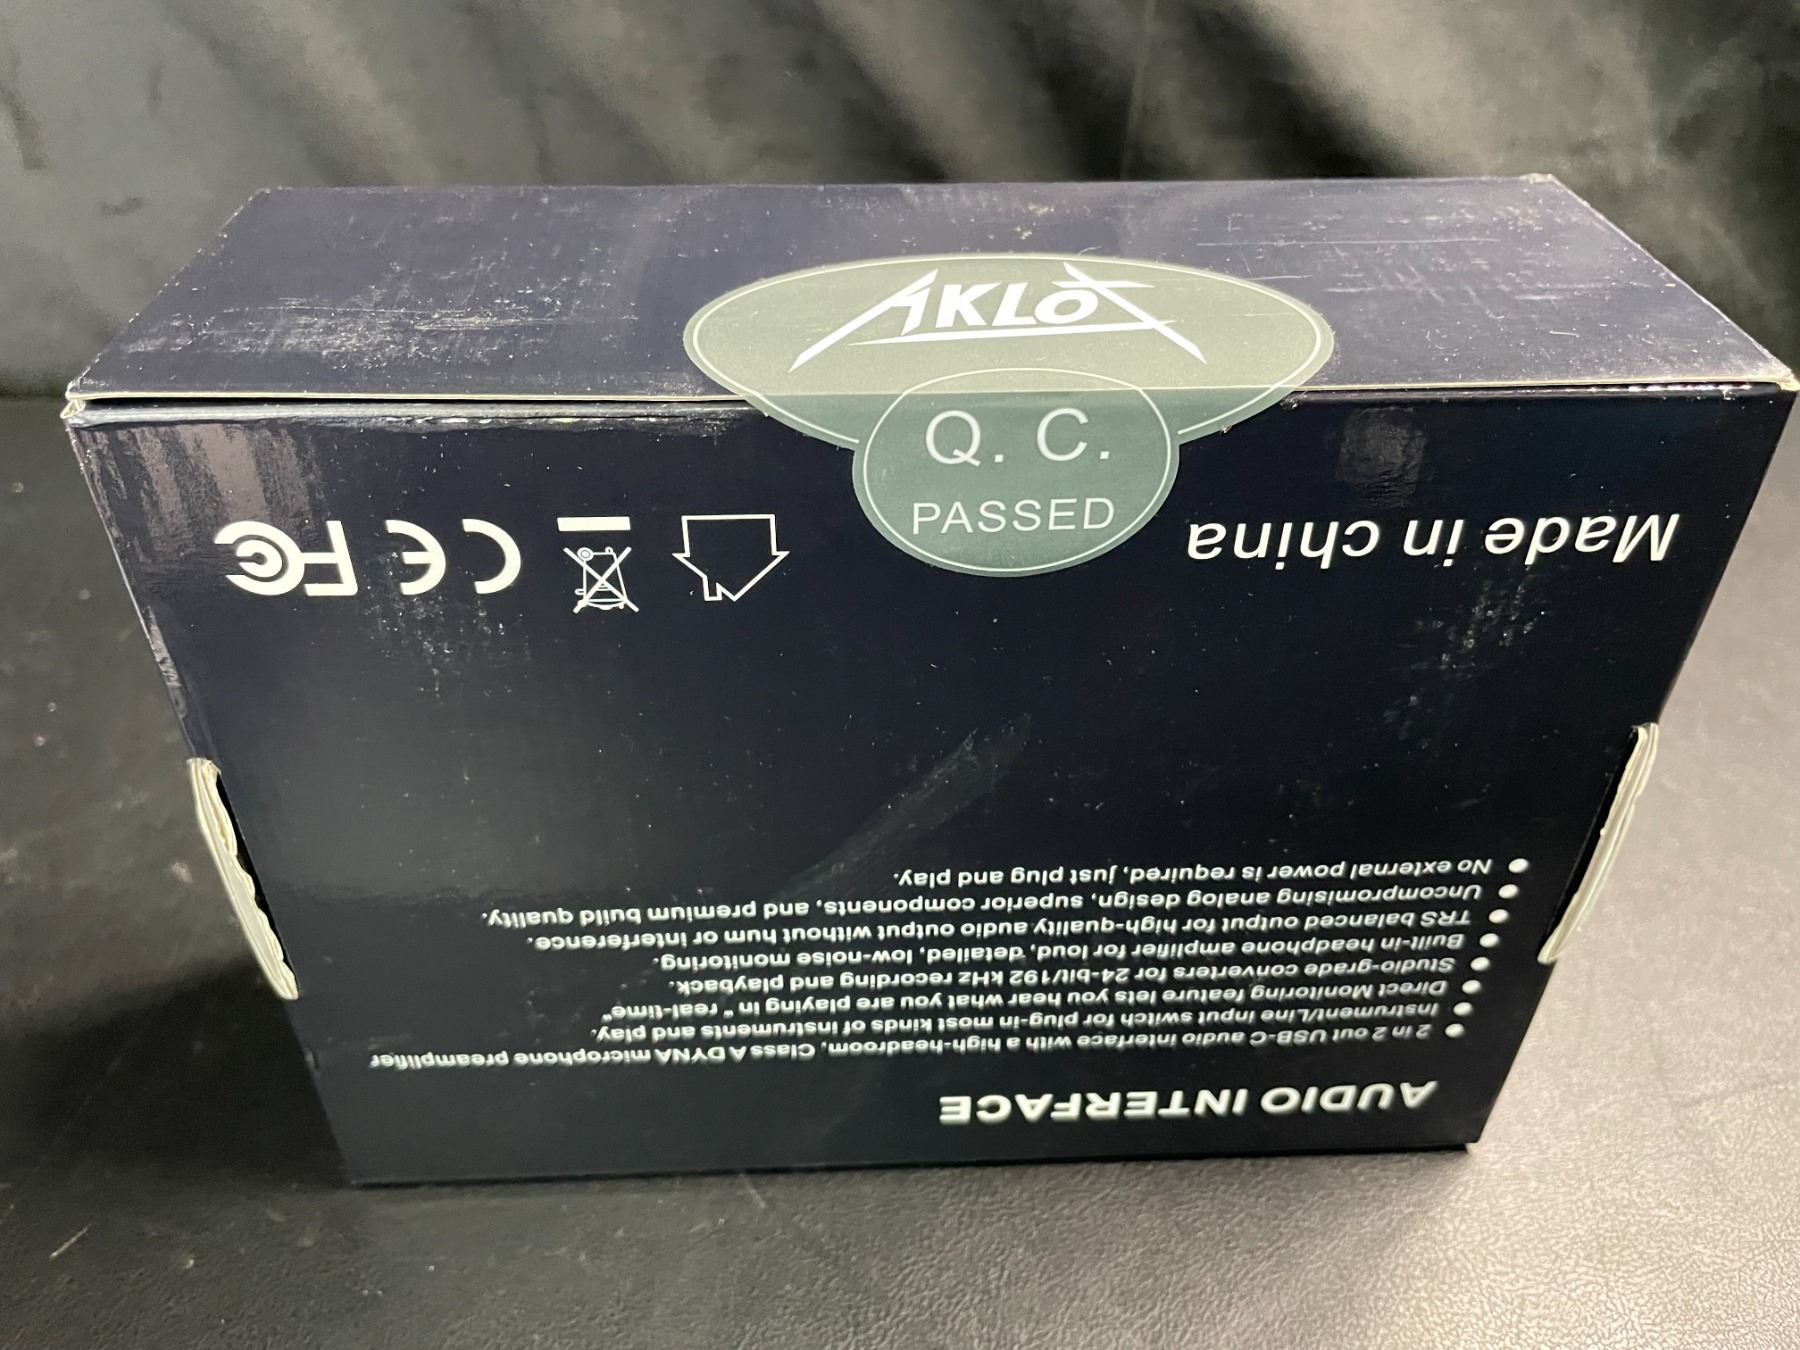 AKLOT
Q. C.
PASSED
AUDIO INTERFACE
● 2 in 2 out USB-C audio interface with a high-headroom, Class A DYNA microphone preamplifier
● Instrument/Line input switch for plug-in most kinds of instruments and play.
● Direct Monitoring feature lets you hear what you are playing in " real-time"
● Studio-grade converters for 24-bit/192 kHz recording and playback.
● Built-in headphone amplifier for loud, detailed, low-noise monitoring.
● TRS balanced output for high-quality audio output without hum or interference.
● Uncompromising analog design, superior components, and premium build quality.
● No external power is required, just plug and play.
Made in china
CE FC